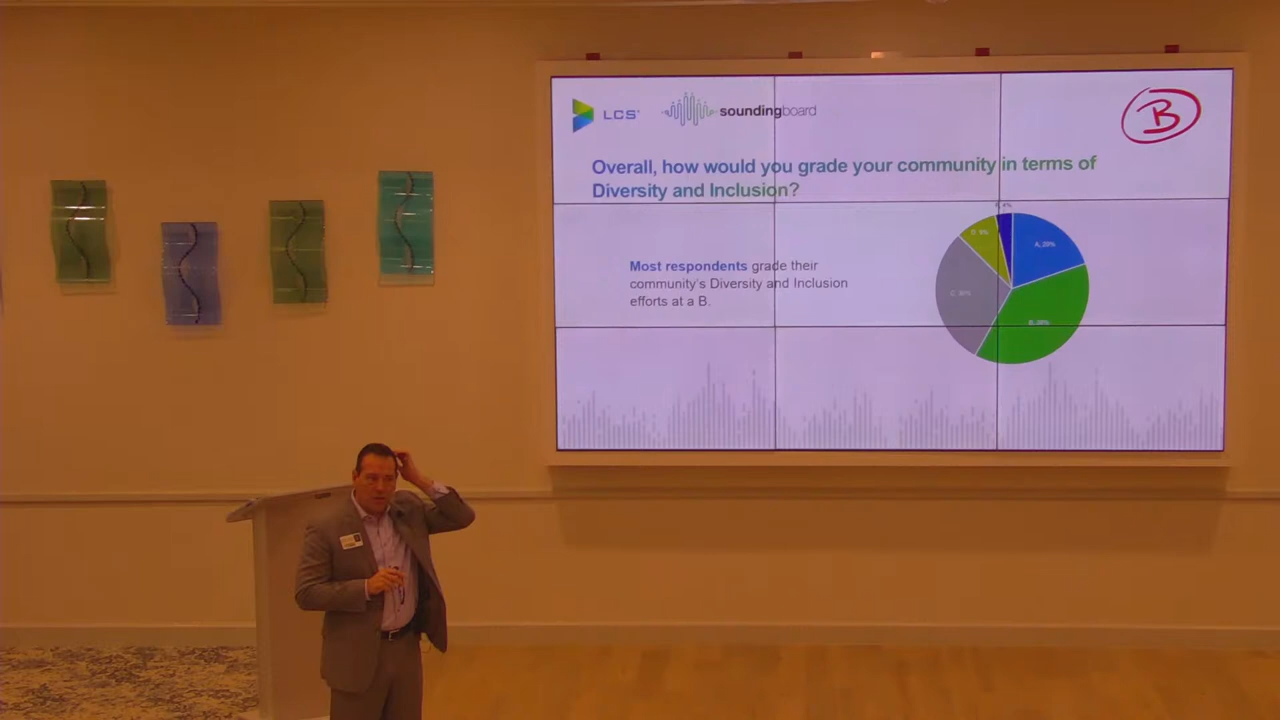 LCS
soundingboard
B
Overall, how would you grade your community in terms of
Diversity and Inclusion?
Most respondents grade their
community's Diversity and Inclusion
efforts at a B.